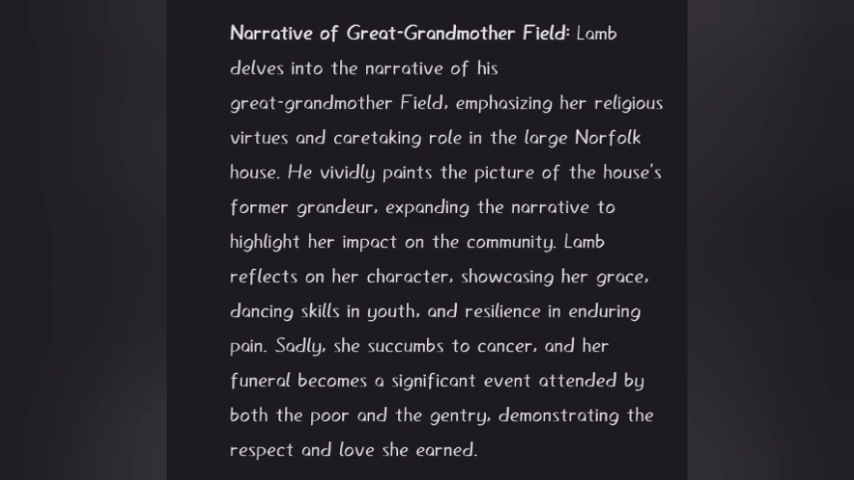 Narrative of Great-Grandmother Field: Lamb
delves into the narrative of his
great-grandmother Field, emphasizing her religious
virtues and caretaking role in the large Norfolk
house. He vividly paints the picture of the house's
former grandeur, expanding the narrative to
highlight her impact on the community. Lamb
reflects on her character, showcasing her grace,
dancing skills in youth, and resilience in enduring
pain. Sadly, she succumbs to cancer, and her
funeral becomes a significant event attended by
both the poor and the gentry, demonstrating the
respect and love she earned.